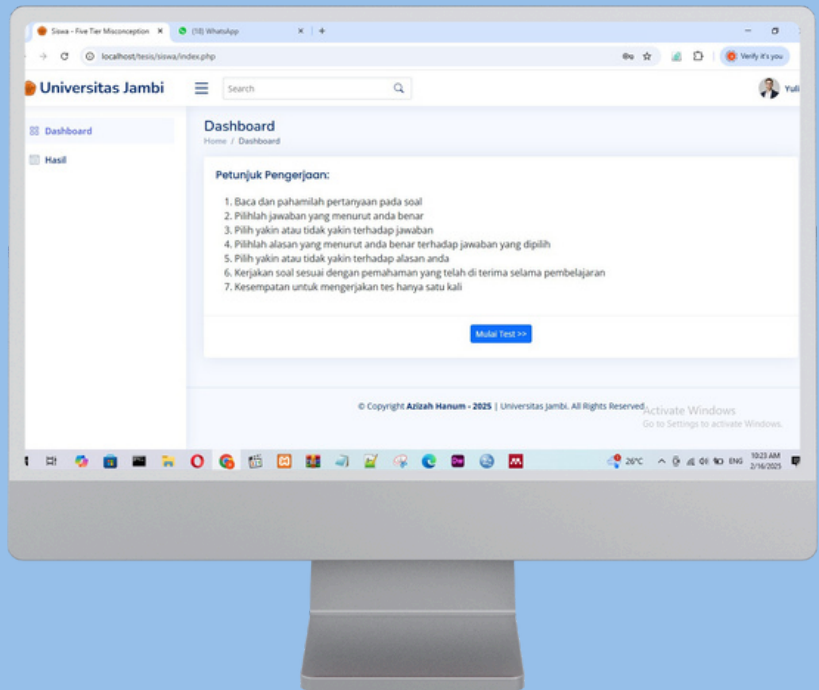 Siswa - Five Tier Misconception
(18) WhatsApp
localhost/tesis/siswa/index.php
Verify it's you
Universitas Jambi
Search
Yuli
Dashboard
Hasil
Dashboard
Home / Dashboard
Petunjuk Pengerjaan:
1. Baca dan pahamilah pertanyaan pada soal
2. Pilihlah jawaban yang menurut anda benar
3. Pilih yakin atau tidak yakin terhadap jawaban
4. Pilihlah alasan yang menurut anda benar terhadap jawaban yang dipilih
5. Pilih yakin atau tidak yakin terhadap alasan anda
6. Kerjakan soal sesuai dengan pemahaman yang telah di terima selama pembelajaran
7. Kesempatan untuk mengerjakan tes hanya satu kali
Mulai Test >>
© Copyright Azizah Hanum - 2025 | Universitas Jambi. All Rights Reserved.
Activate Windows
Go to Settings to activate Windows.
26°C
ENG
10:23 AM
2/16/2025